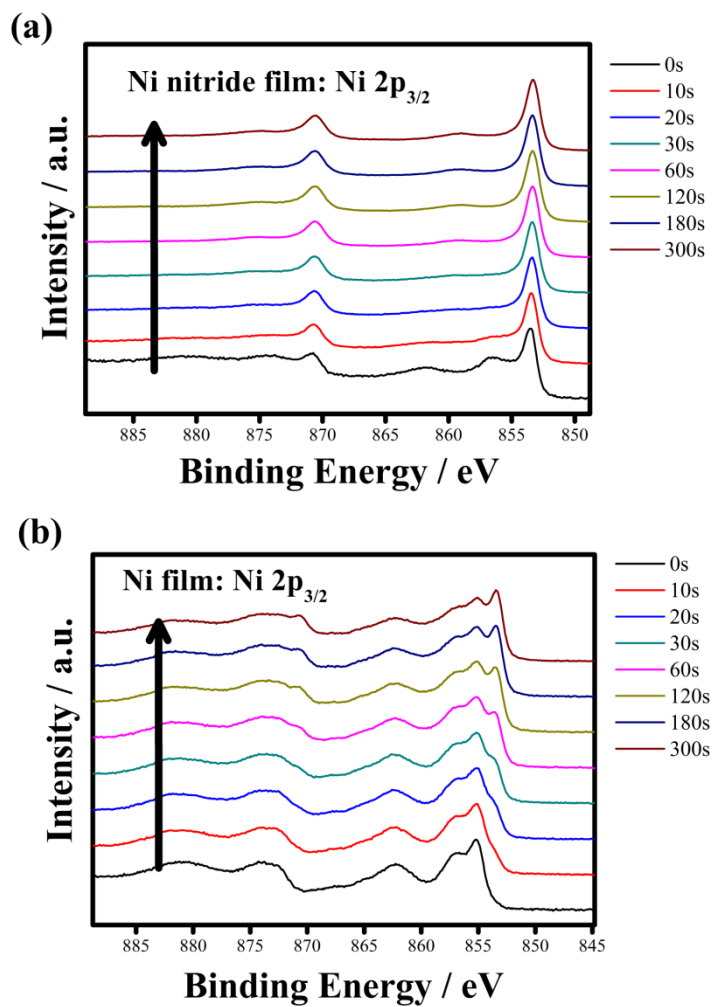 (a)
Ni nitride film: Ni 2p3/2
0s
10s
20s
30s
60s
120s
180s
300s
Intensity / a.u.
885 880 875 870 865 860 855 850
Binding Energy / eV
(b)
Ni film: Ni 2p3/2
0s
10s
20s
30s
60s
120s
180s
300s
Intensity / a.u.
885 880 875 870 865 860 855 850 845
Binding Energy / eV